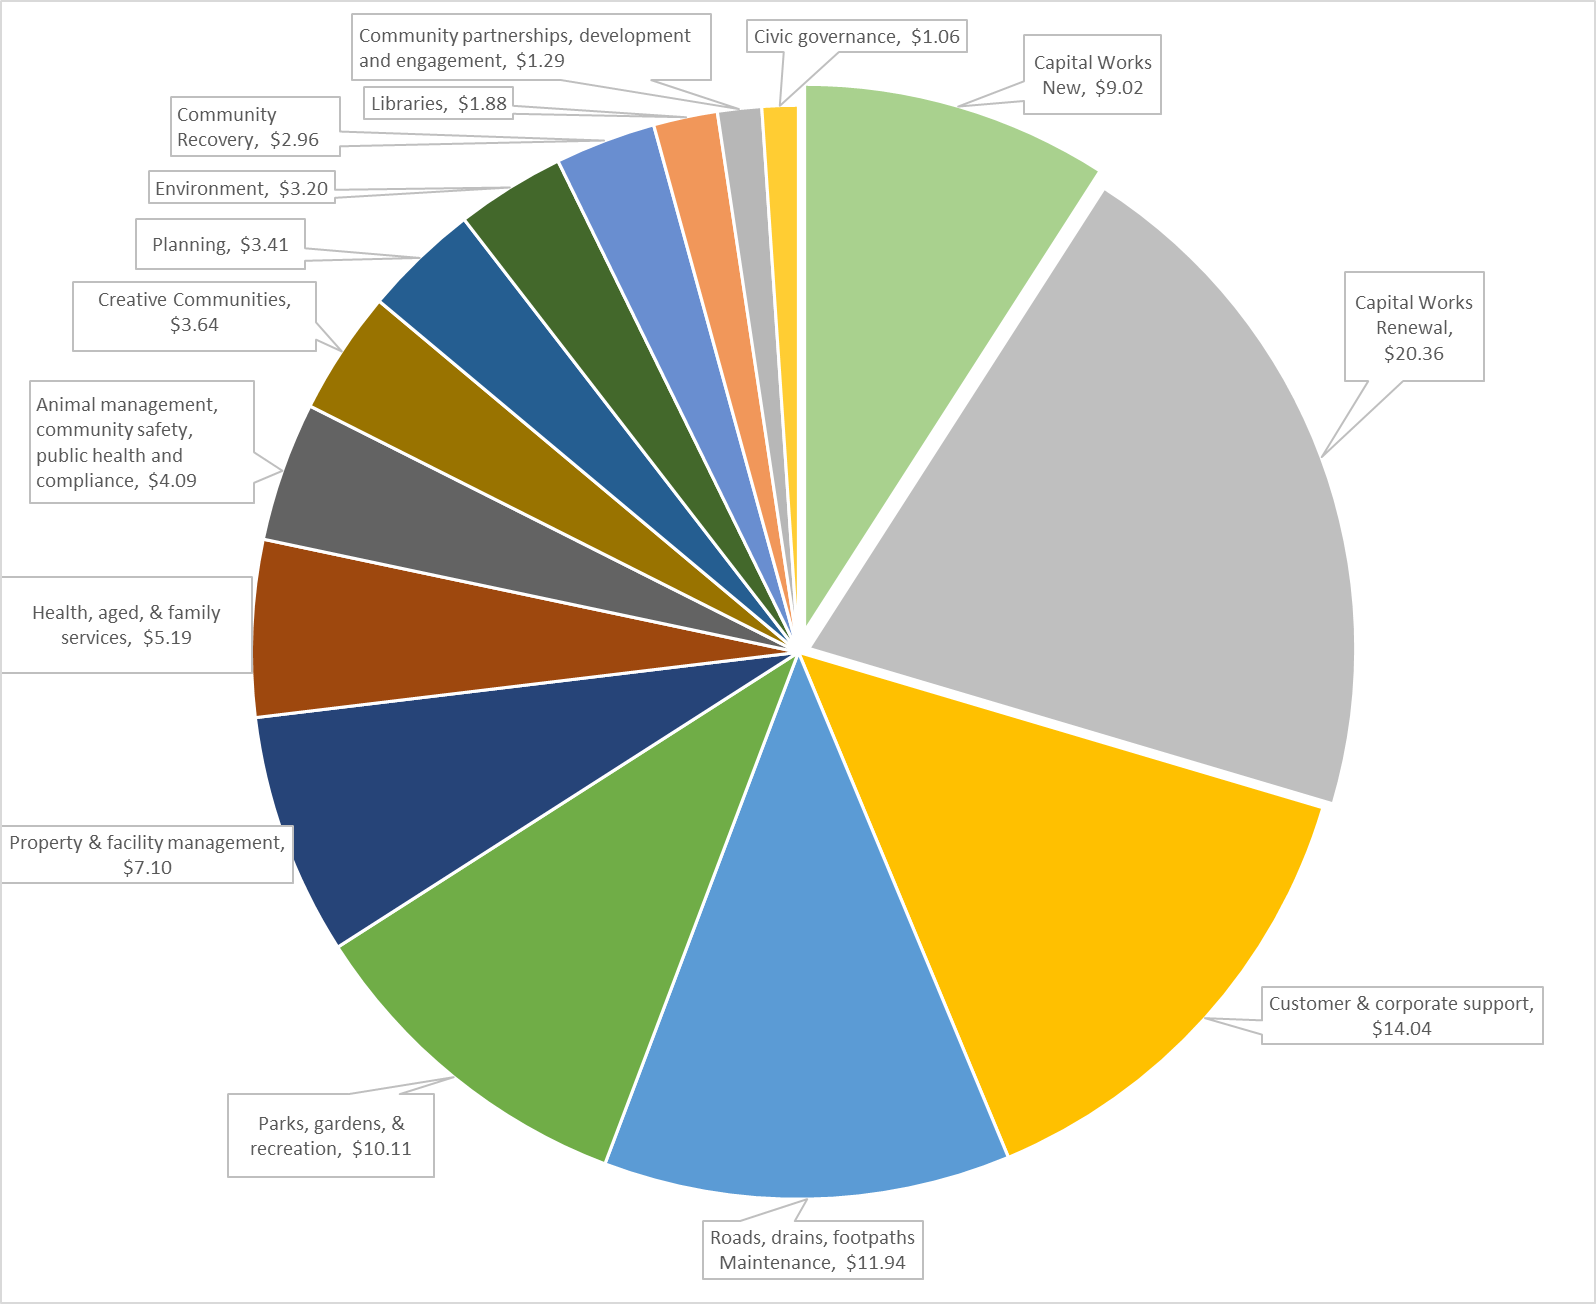 Community partnerships, development
and engagement, $1.29
Civic governance, $1.06
Capital Works
New, $9.02
Libraries, $1.88
Community
Recovery, $2.96
Environment, $3.20
Planning, $3.41
Creative Communities,
$3.64
Capital Works
Renewal,
$20.36
Animal management,
community safety,
public health and
compliance, $4.09
Health, aged, & family
services, $5.19
Property & facility management,
$7.10
Customer & corporate support,
$14.04
Parks, gardens, &
recreation, $10.11
Roads, drains, footpaths
Maintenance, $11.94